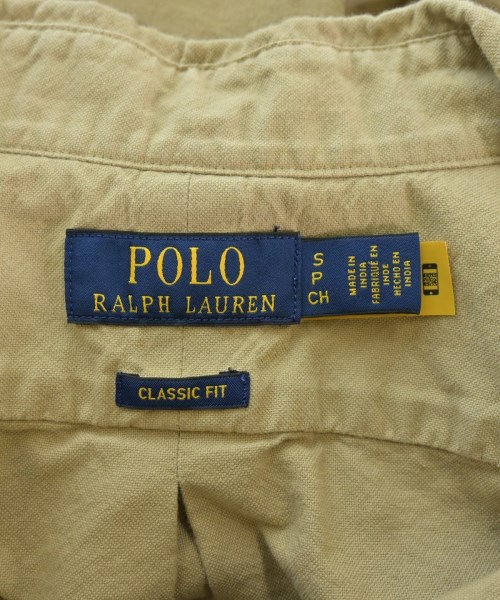 POLO
RALPH LAUREN
S
P
CH
MADE IN
INDIA
FABRIQUÉ EN
INDE
HECHO EN
INDIA
CLASSIC FIT